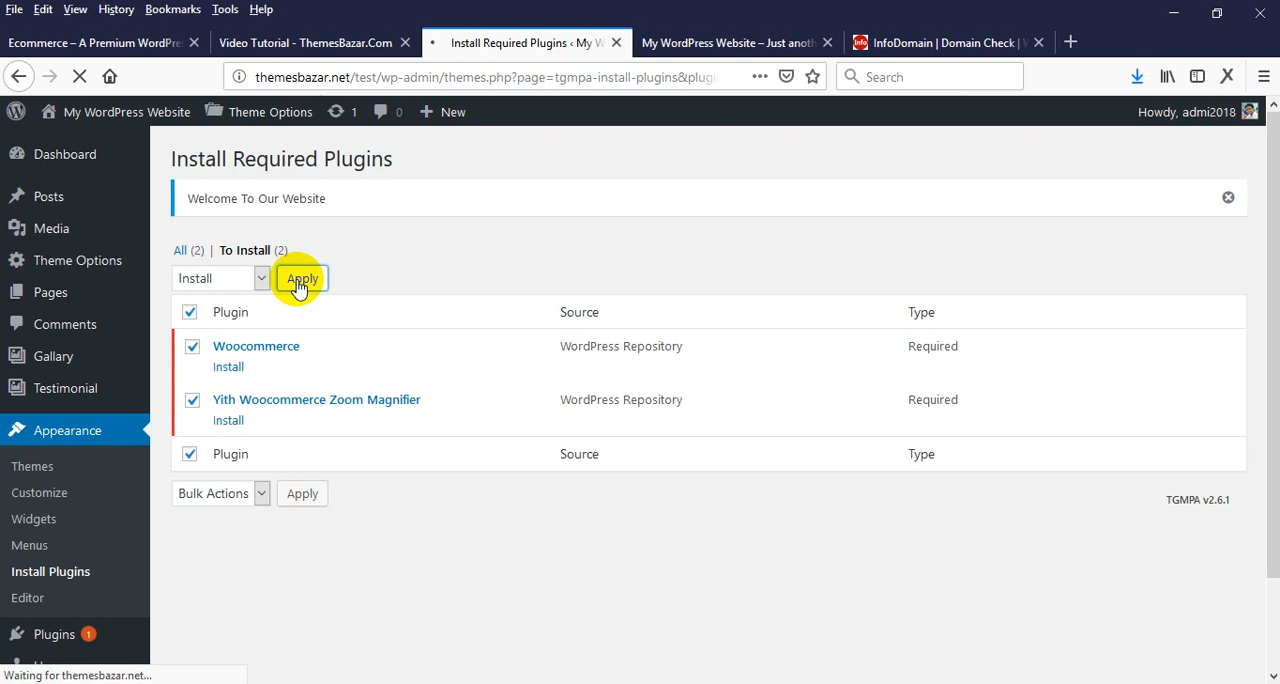 File Edit View History Bookmarks Tools Help
Ecommerce – A Premium WordPre
Video Tutorial - ThemesBazar.Com
Install Required Plugins ‹ My W
My WordPress Website – Just anoth
InfoDomain | Domain Check |
themesbazar.net/test/wp-admin/themes.php?page=tgmpa-install-plugins&plugi
Search
My WordPress Website
Theme Options
1
0
New
Howdy, admi2018
Dashboard
Posts
Media
Theme Options
Pages
Comments
Gallary
Testimonial
Appearance
Themes
Customize
Widgets
Menus
Install Plugins
Editor
Plugins 1
Install Required Plugins
Welcome To Our Website
All (2) | To Install (2)
Install Apply
Plugin Source Type
Woocommerce WordPress Repository Required
Install
Yith Woocommerce Zoom Magnifier WordPress Repository Required
Install
Plugin Source Type
Bulk Actions Apply
TGMPA v2.6.1
Waiting for themesbazar.net...